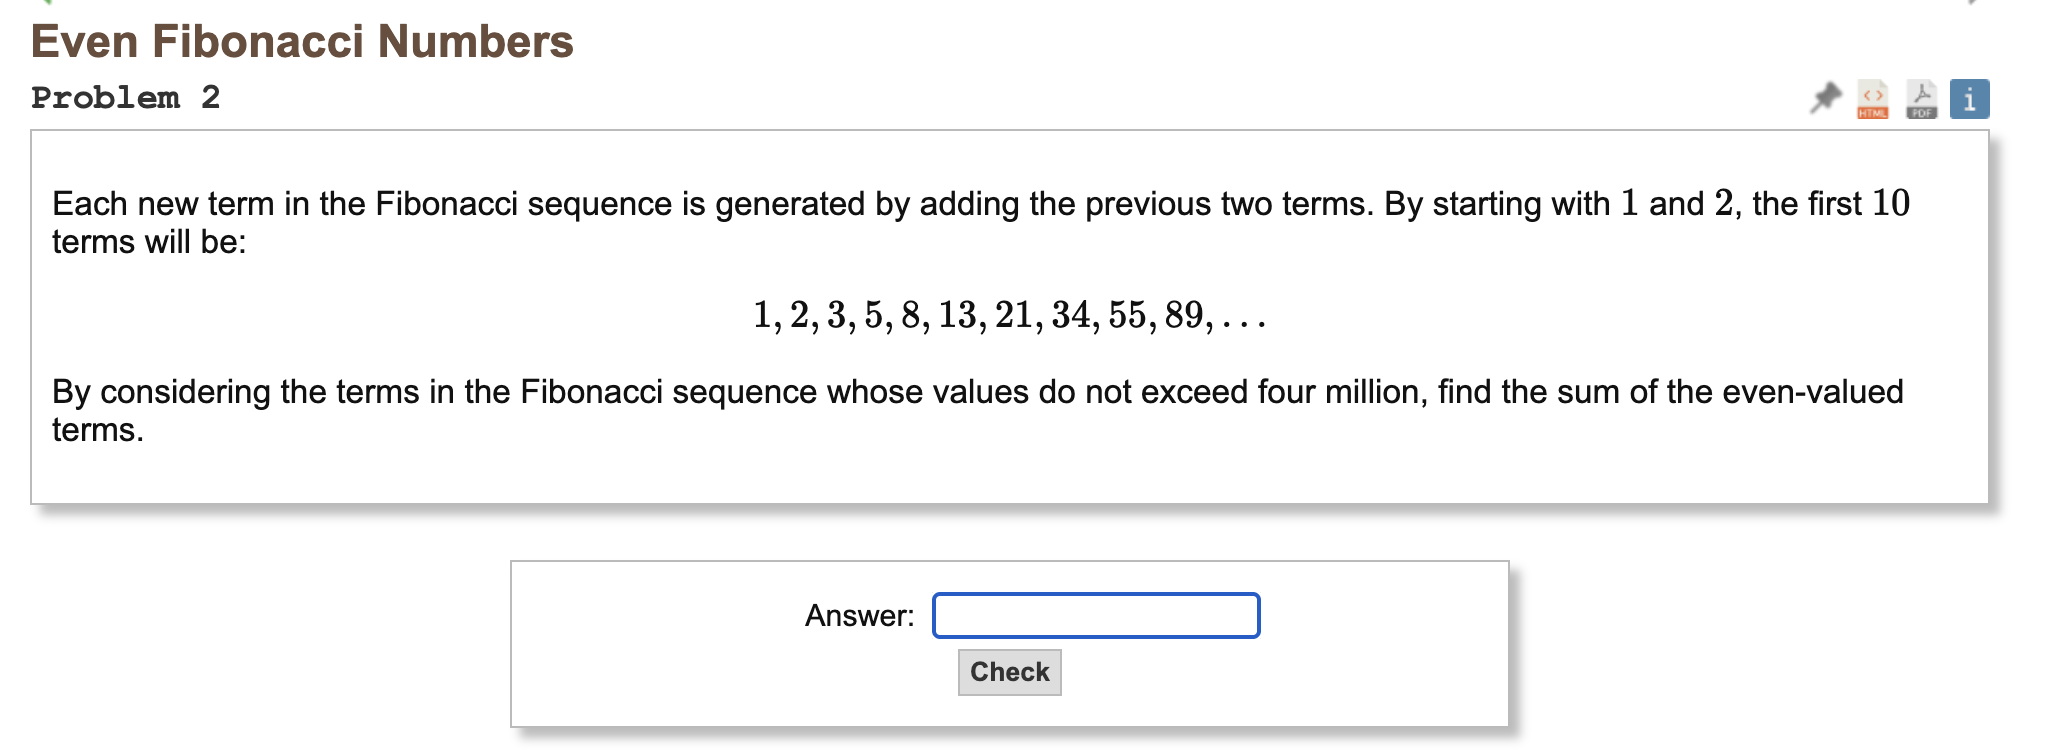 Even Fibonacci Numbers
Problem 2
HTML PDF i
Each new term in the Fibonacci sequence is generated by adding the previous two terms. By starting with 1 and 2, the first 10
terms will be:
1, 2, 3, 5, 8, 13, 21, 34, 55, 89, . . .
By considering the terms in the Fibonacci sequence whose values do not exceed four million, find the sum of the even-valued
terms.
Answer:
Check